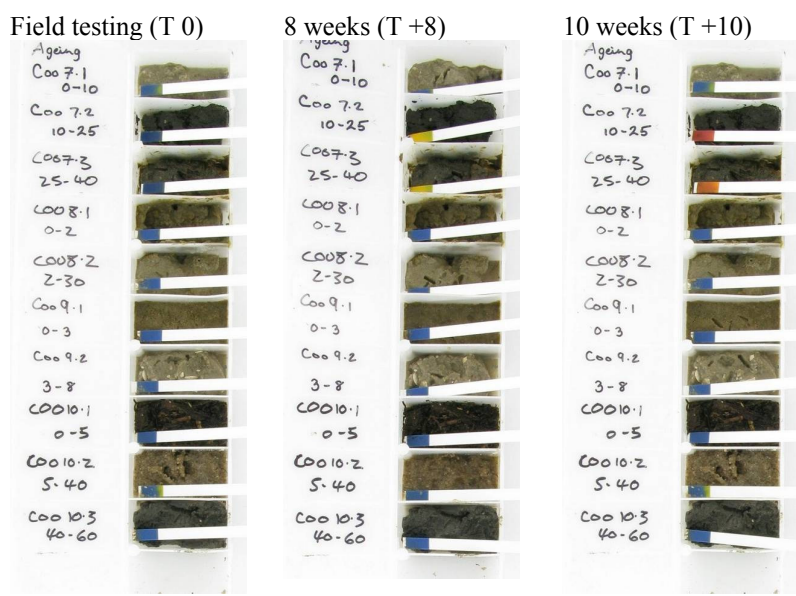 Field testing (T 0)
Ageing
Coo 7.1
0-10
Coo 7.2
10-25
Coo7.3
25-40
COO8.1
0-2
COO8.2
2-30
Coo 9.1
0-3
Coo 9.2
3-8
COO10.1
0-5
COO10.2
5-40
COO 10.3
40-60
8 weeks (T +8)
Ageing
Coo 7.1
0-10
Coo 7.2
10-25
Coo7.3
25-40
COO8.1
0-2
COO8.2
2-30
Coo 9.1
0-3
Coo 9.2
3-8
COO10.1
0-5
COO10.2
5-40
COO 10.3
40-60
10 weeks (T +10)
Ageing
Coo 7.1
0-10
Coo 7.2
10-25
Coo7.3
25-40
COO8.1
0-2
COO8.2
2-30
Coo 9.1
0-3
Coo 9.2
3-8
COO10.1
0-5
COO10.2
5-40
COO 10.3
40-60